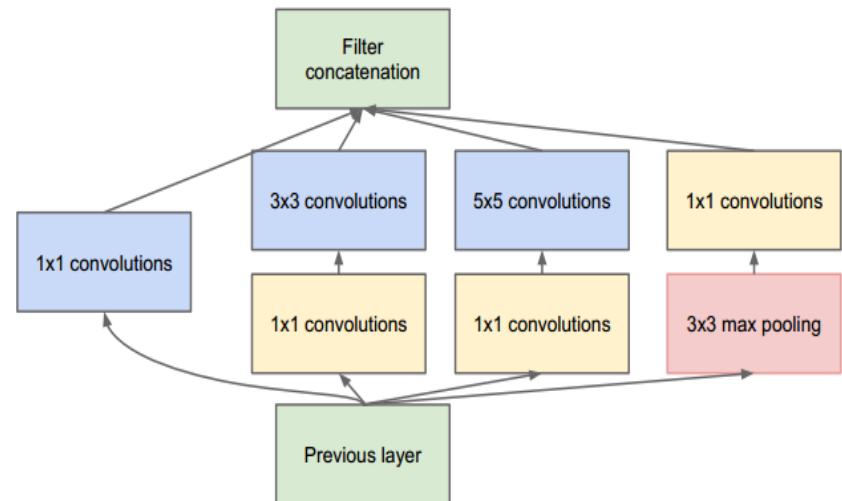 Filter
concatenation
3x3 convolutions
5x5 convolutions
1x1 convolutions
1x1 convolutions
1x1 convolutions
1x1 convolutions
3x3 max pooling
Previous layer